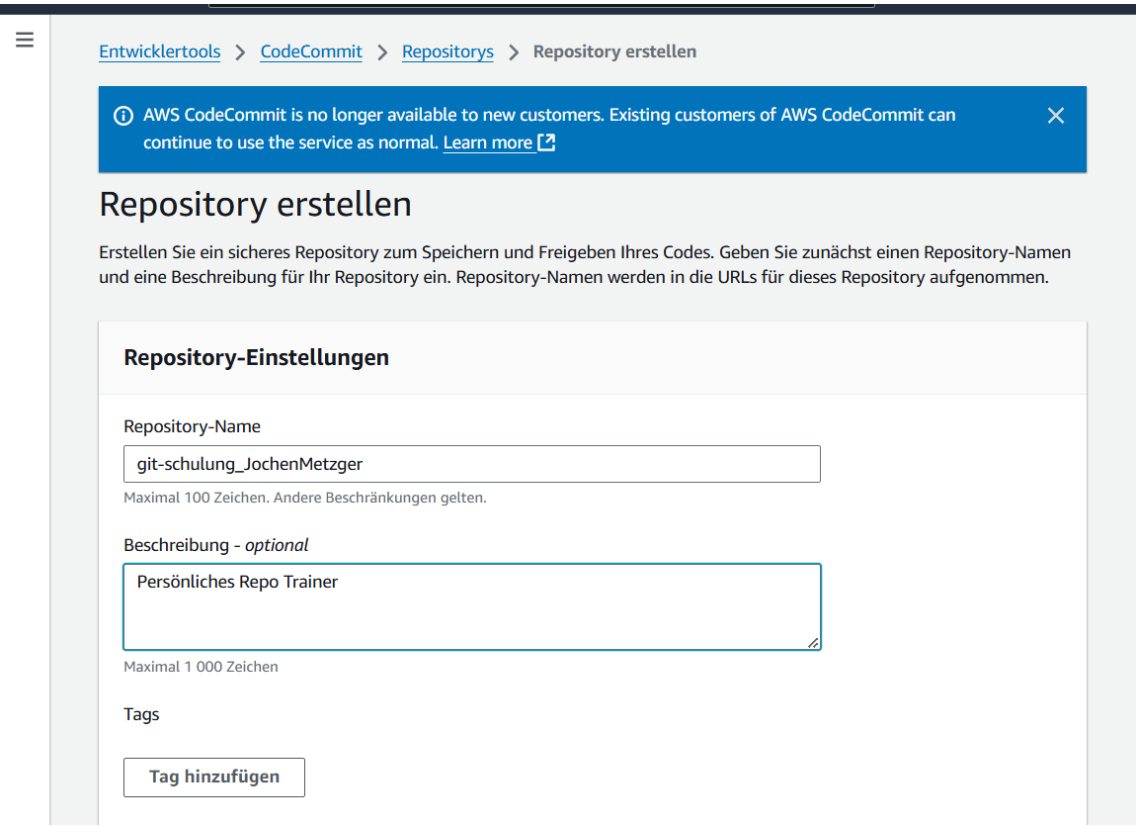 Entwicklertools > CodeCommit > Repositorys > Repository erstellen
AWS CodeCommit is no longer available to new customers. Existing customers of AWS CodeCommit can
continue to use the service as normal. Learn more
Repository erstellen
Erstellen Sie ein sicheres Repository zum Speichern und Freigeben Ihres Codes. Geben Sie zunächst einen Repository-Namen
und eine Beschreibung für Ihr Repository ein. Repository-Namen werden in die URLs für dieses Repository aufgenommen.
Repository-Einstellungen
Repository-Name
git-schulung_JochenMetzger
Maximal 100 Zeichen. Andere Beschränkungen gelten.
Beschreibung - optional
Persönliches Repo Trainer
Maximal 1 000 Zeichen
Tags
Tag hinzufügen